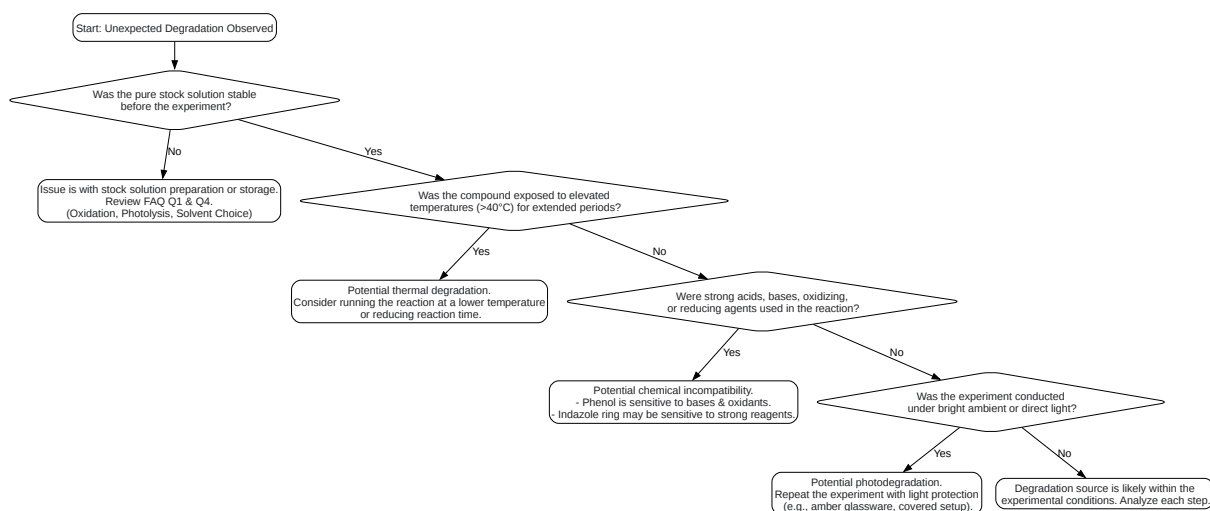 Start: Unexpected Degradation Observed
Was the pure stock solution stable
before the experiment?
No
Yes
Issue is with stock solution preparation or storage.
Review FAQ Q1 & Q4.
(Oxidation, Photolysis, Solvent Choice)
Was the compound exposed to elevated
temperatures (>40°C) for extended periods?
Yes
No
Potential thermal degradation.
Consider running the reaction at a lower temperature
or reducing reaction time.
Were strong acids, bases, oxidizing,
or reducing agents used in the reaction?
Yes
No
Potential chemical incompatibility.
- Phenol is sensitive to bases & oxidants.
- Indazole ring may be sensitive to strong reagents.
Was the experiment conducted
under bright ambient or direct light?
Yes
No
Potential photodegradation.
Repeat the experiment with light protection
(e.g., amber glassware, covered setup).
Degradation source is likely within the
experimental conditions. Analyze each step.